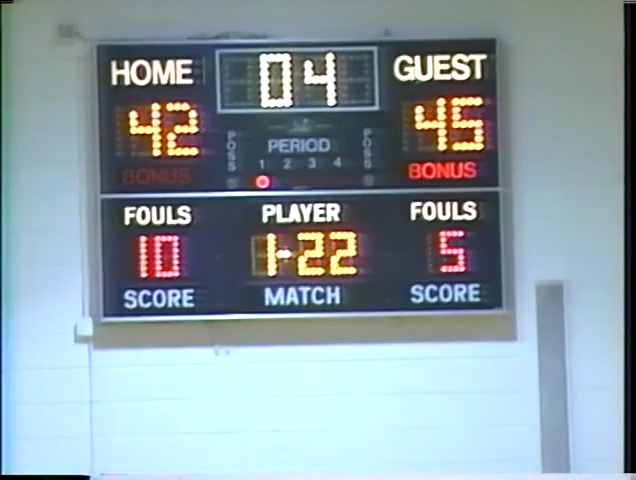 HOME 04 GUEST
42 45
POSS PERIOD POSS
1 2 3 4
BONUS BONUS
FOULS PLAYER FOULS
10 1-22 5
SCORE MATCH SCORE